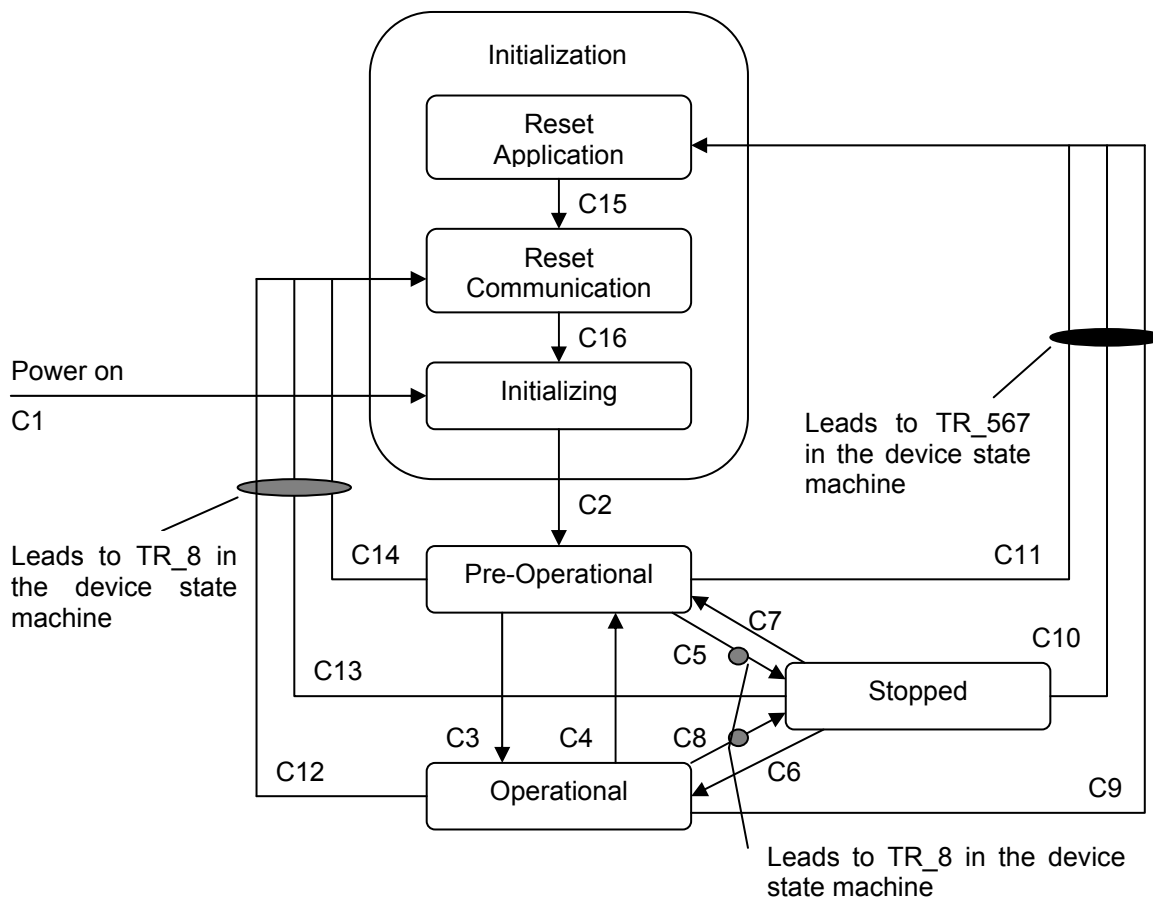 Initialization
Reset
Application
C15
Reset
Communication
C16
Power on
C1
Initializing
Leads to TR_567
in the device state
machine
C2
Leads to TR_8 in
the device state
machine
C14
Pre-Operational
C11
C7
C5
C10
C13
Stopped
C3
C4
C8
C12
C6
C9
Operational
Leads to TR_8 in the device
state machine